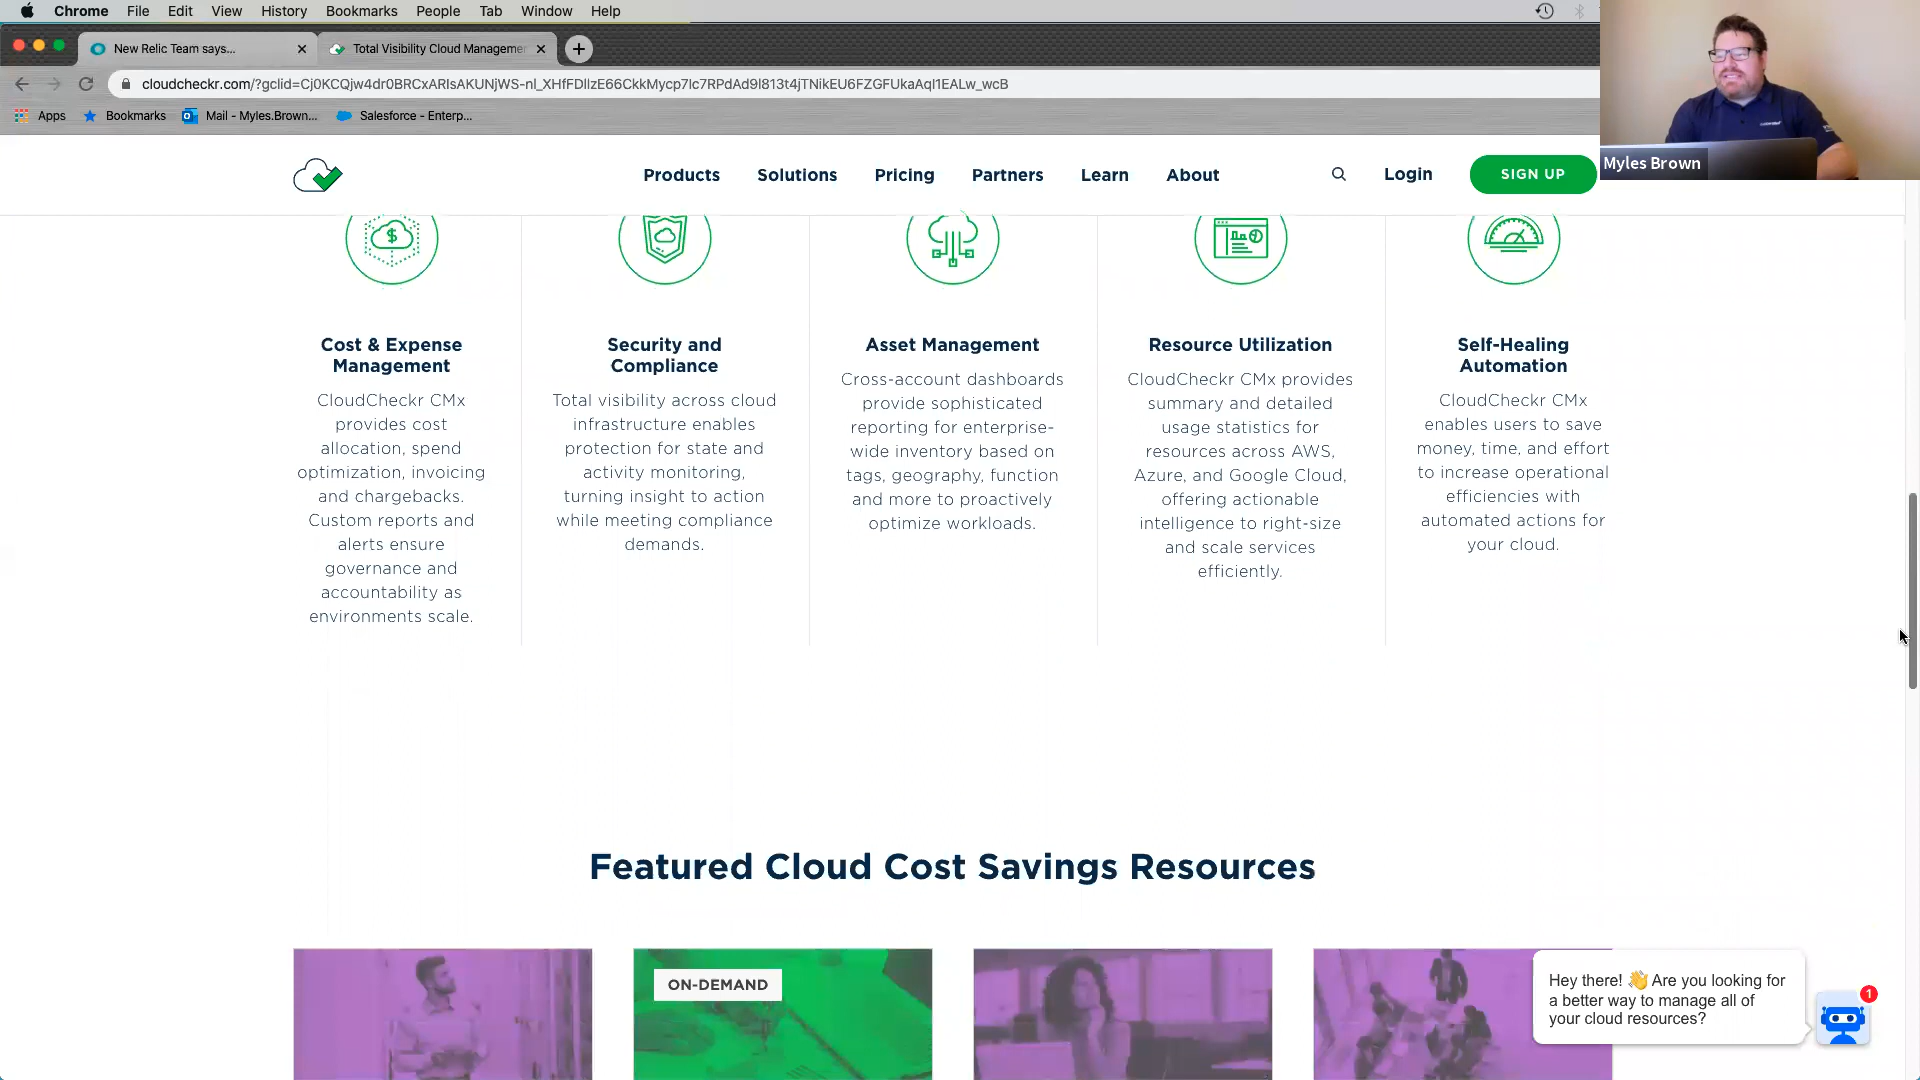 Chrome File Edit View History Bookmarks People Tab Window Help
New Relic Team says...
Total Visibility Cloud Manageme
cloudcheckr.com/?gclid=Cj0KCQjw4dr0BRCxARIsAKUNjWS-nl_XHfFDIlzE66CkkMycp7lc7RPdAd9l813t4jTNikEU6FZGFUkaAql1EALw_wcB
Apps Bookmarks Mail - Myles.Brown... Salesforce - Enterp...
Myles Brown
Products Solutions Pricing Partners Learn About Login SIGN UP
Cost & Expense
Management
CloudCheckr CMx
provides cost
allocation, spend
optimization, invoicing
and chargebacks.
Custom reports and
alerts ensure
governance and
accountability as
environments scale.
Security and
Compliance
Total visibility across cloud
infrastructure enables
protection for state and
activity monitoring,
turning insight to action
while meeting compliance
demands.
Asset Management
Cross-account dashboards
provide sophisticated
reporting for enterprise-
wide inventory based on
tags, geography, function
and more to proactively
optimize workloads.
Resource Utilization
CloudCheckr CMx provides
summary and detailed
usage statistics for
resources across AWS,
Azure, and Google Cloud,
offering actionable
intelligence to right-size
and scale services
efficiently.
Self-Healing
Automation
CloudCheckr CMx
enables users to save
money, time, and effort
to increase operational
efficiencies with
automated actions for
your cloud.
Featured Cloud Cost Savings Resources
ON-DEMAND
Hey there! 👋 Are you looking for
a better way to manage all of
your cloud resources?
1